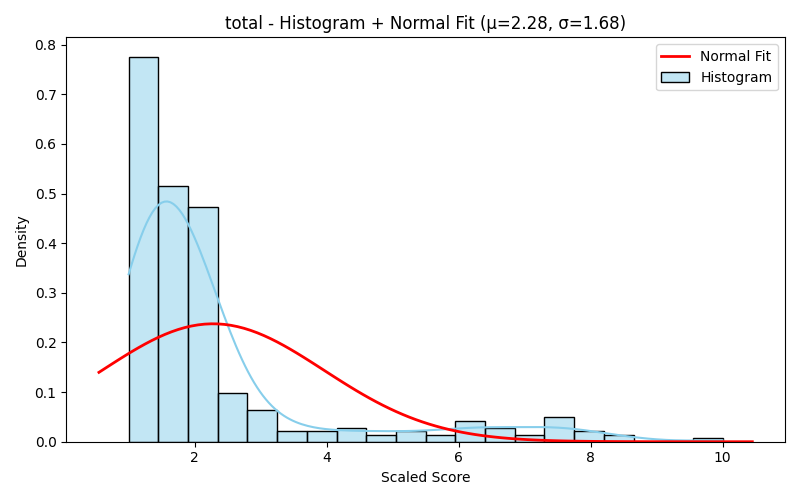 total - Histogram + Normal Fit (μ=2.28, σ=1.68)
Normal Fit
Histogram
Density
0.8
0.7
0.6
0.5
0.4
0.3
0.2
0.1
0.0
2 4 6 8 10
Scaled Score